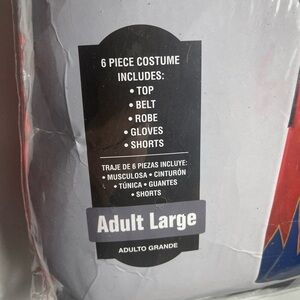 6 PIECE COSTUME
INCLUDES:
• TOP
• BELT
• ROBE
• GLOVES
• SHORTS
TRAJE DE 6 PIEZAS INCLUYE:
• MUSCULOSA • CINTURÓN
• TÚNICA • GUANTES
• SHORTS
Adult Large
ADULTO GRANDE